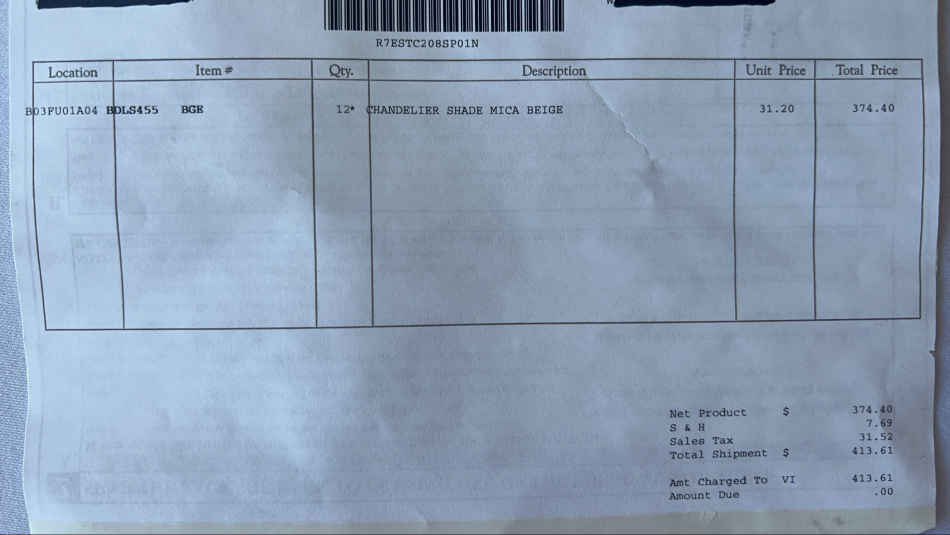 R7ESTC208SP01N
Location Item # Qty. Description Unit Price Total Price
B03FU01A04 BDLS455 BGE 12* CHANDELIER SHADE MICA BEIGE 31.20 374.40
Net Product $ 374.40
S & H 7.69
Sales Tax 31.52
Total Shipment $ 413.61
Amt Charged To VI 413.61
Amount Due .00